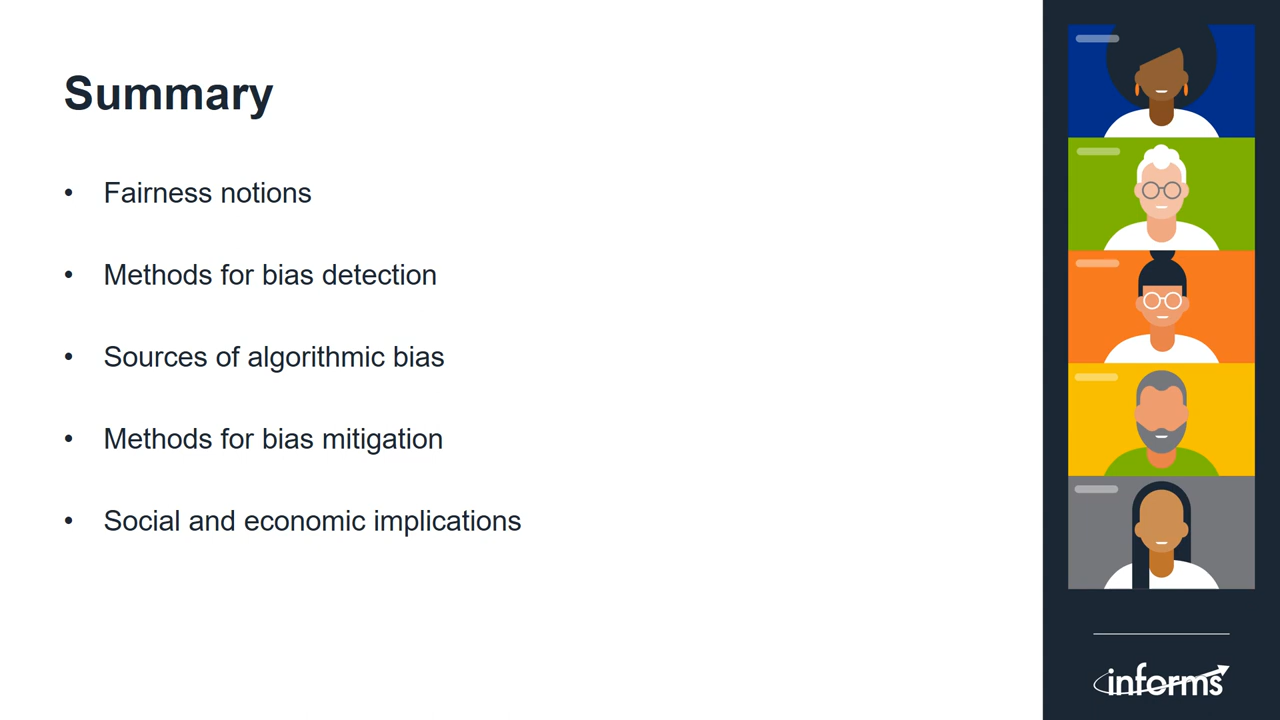 Summary
• Fairness notions
• Methods for bias detection
• Sources of algorithmic bias
• Methods for bias mitigation
• Social and economic implications
informs